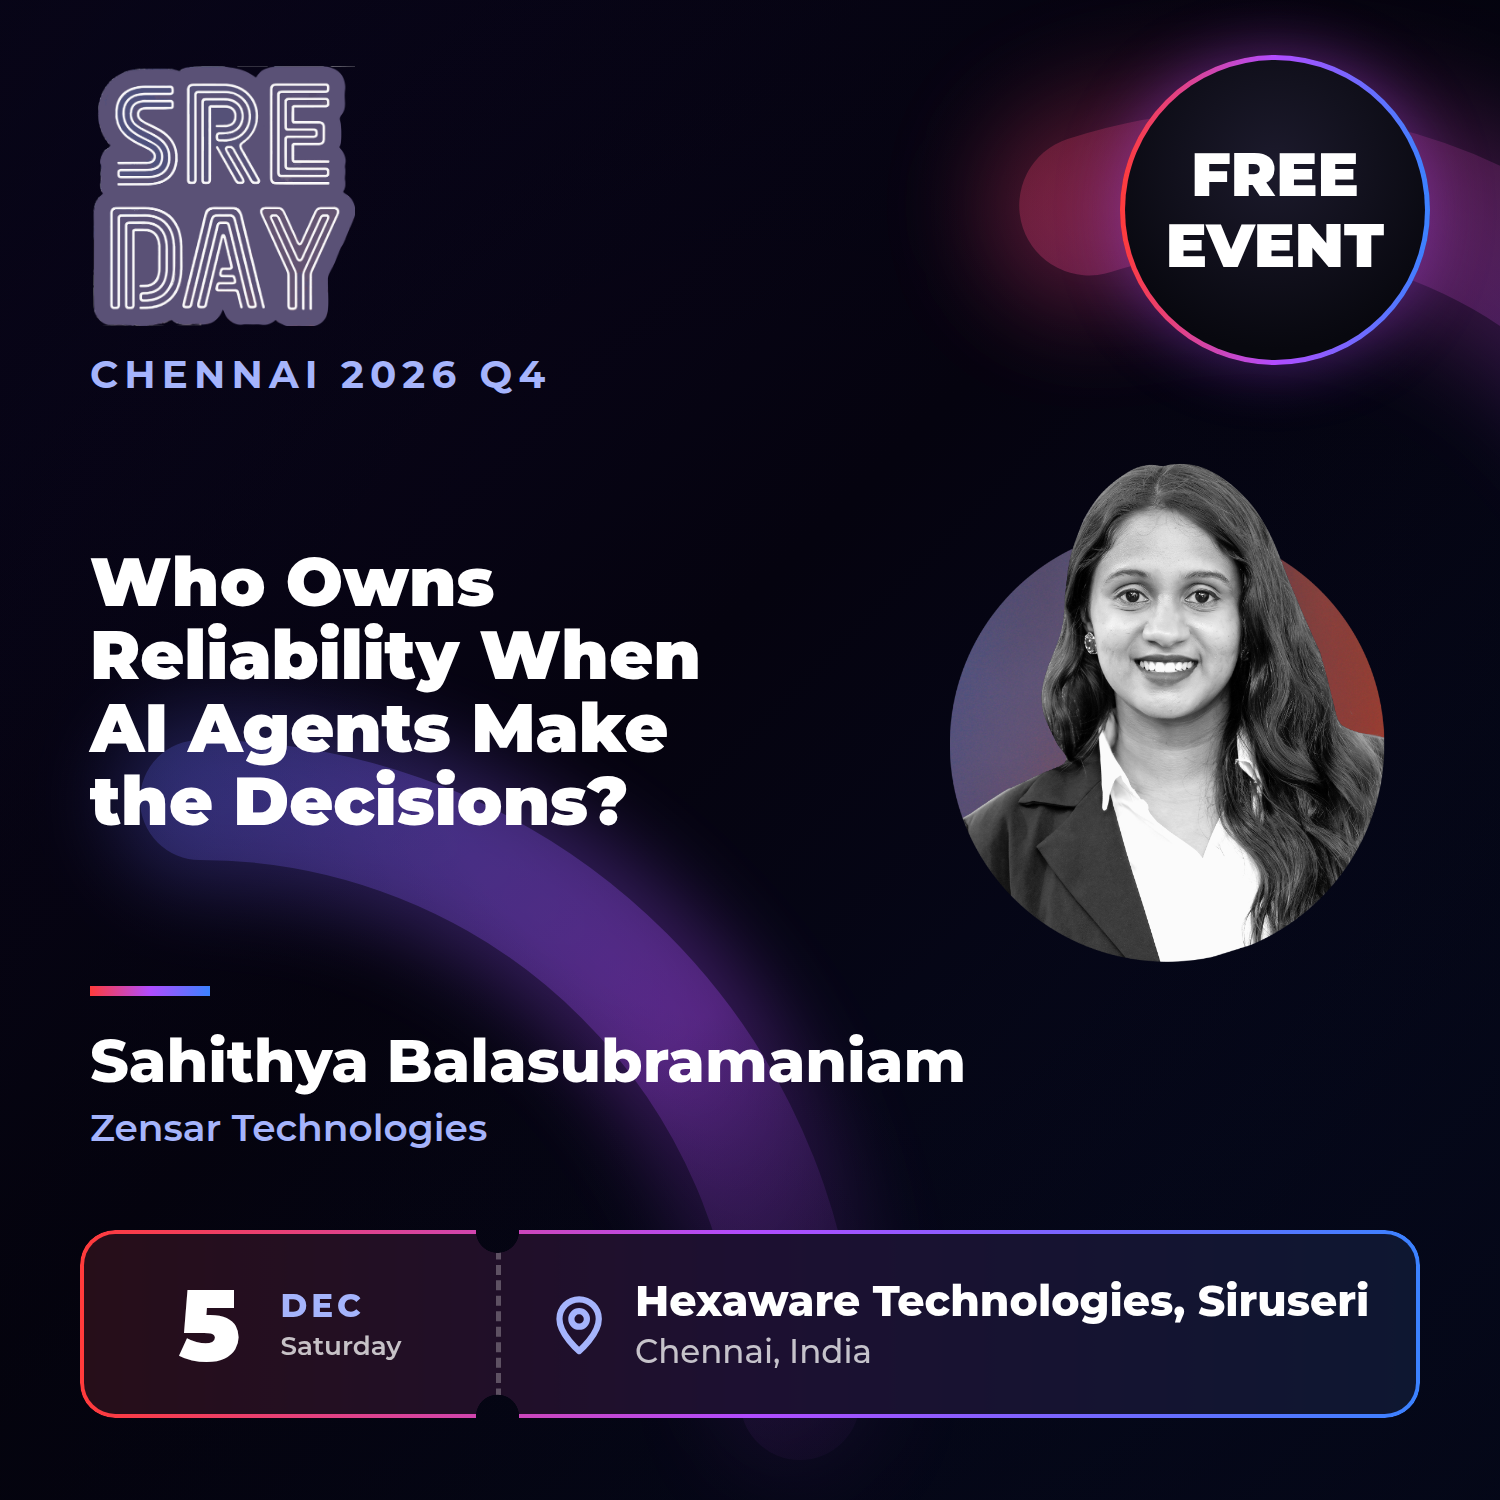 SRE
DAY
CHENNAI 2026 Q4
FREE
EVENT
Who Owns
Reliability When
AI Agents Make
the Decisions?
Sahithya Balasubramaniam
Zensar Technologies
5
DEC
Saturday
Hexaware Technologies, Siruseri
Chennai, India